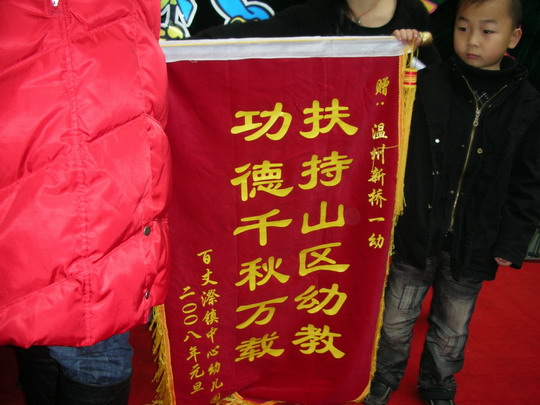 赠：温州新桥一幼
扶持山区幼教
功德千秋万载
百丈漈镇中心幼儿园
二00八年元旦